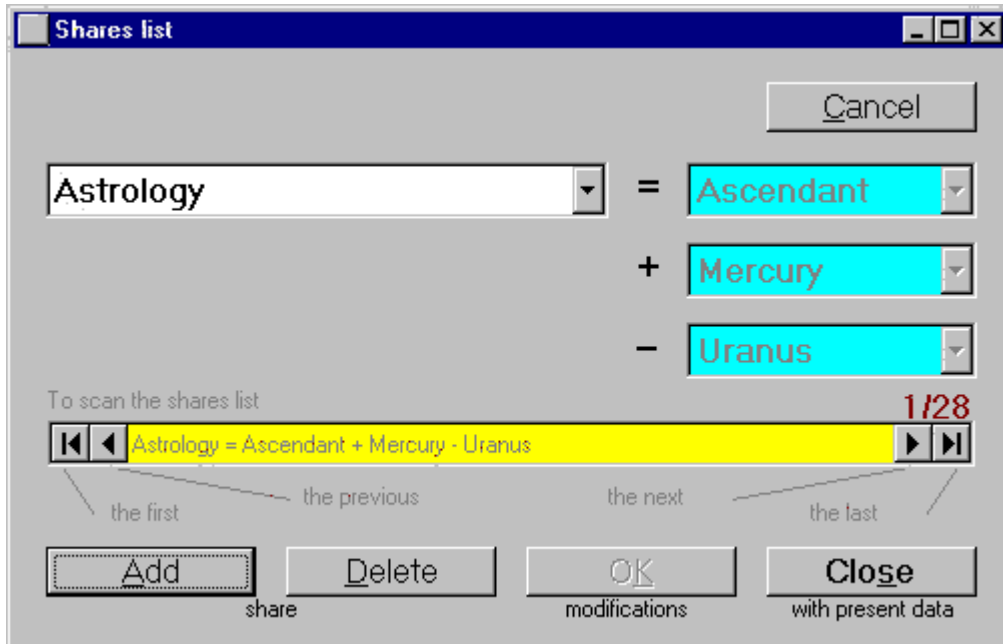 Shares list
Cancel
Astrology = Ascendant
+ Mercury
- Uranus
To scan the shares list 1/28
Astrology = Ascendant + Mercury - Uranus
the first the previous the next the last
Add Delete OK Close
share modifications with present data